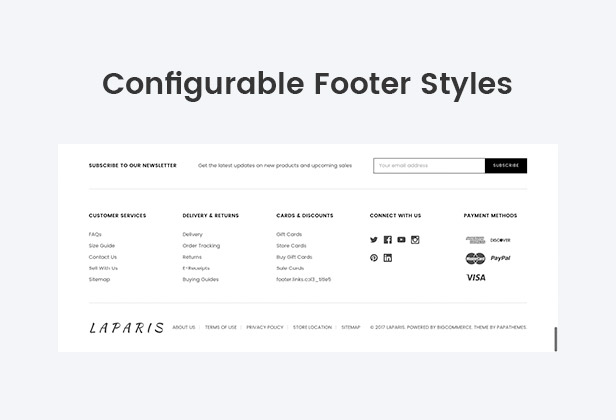 Configurable Footer Styles
SUBSCRIBE TO OUR NEWSLETTER Get the latest updates on new products and upcoming sales Your email address SUBSCRIBE
CUSTOMER SERVICES DELIVERY & RETURNS CARDS & DISCOUNTS CONNECT WITH US PAYMENT METHODS
FAQs Delivery Gift Cards DISCOVER
Size Guide Order Tracking Store Cards
Contact Us Returns Buy Gift Cards MasterCard PayPal
Sell With Us E-Receipts Sale Cards
Sitemap Buying Guides footer.links.col3_title5 VISA
LAPARIS ABOUT US TERMS OF USE PRIVACY POLICY STORE LOCATION SITEMAP © 2017 LAPARIS. POWERED BY BIGCOMMERCE. THEME BY PAPATHEMES.